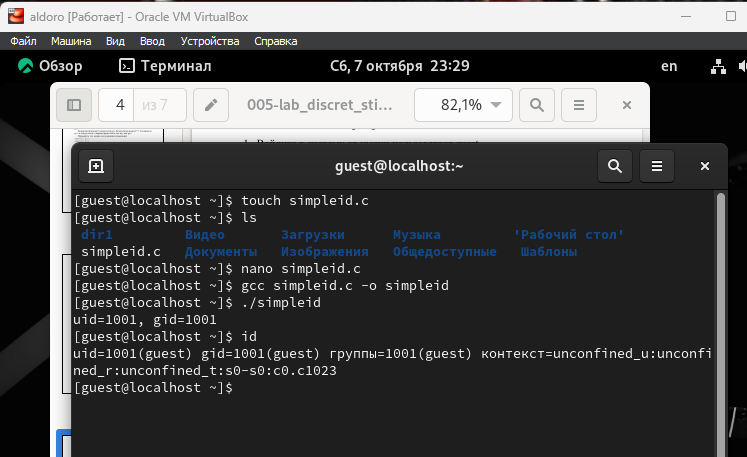 aldoro [Работает] - Oracle VM VirtualBox
Файл Машина Вид Ввод Устройства Справка
Обзор Терминал Сб, 7 октября 23:29 en
4 из 7 005-lab_discret_sti... 82,1%
guest@localhost:~
[guest@localhost ~]$ touch simpleid.c
[guest@localhost ~]$ ls
dir1 Видео Загрузки Музыка 'Рабочий стол'
simpleid.c Документы Изображения Общедоступные Шаблоны
[guest@localhost ~]$ nano simpleid.c
[guest@localhost ~]$ gcc simpleid.c -o simpleid
[guest@localhost ~]$ ./simpleid
uid=1001, gid=1001
[guest@localhost ~]$ id
uid=1001(guest) gid=1001(guest) группы=1001(guest) контекст=unconfined_u:unconfi
ned_r:unconfined_t:s0-s0:c0.c1023
[guest@localhost ~]$